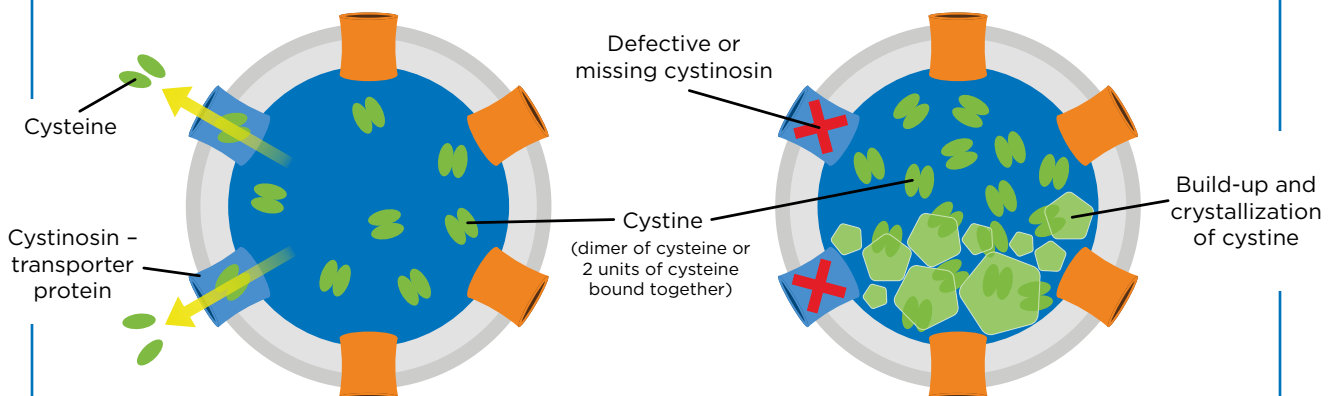 Cysteine
Cystinosin –
transporter
protein
Cystine
(dimer of cysteine or
2 units of cysteine
bound together)
Defective or
missing cystinosin
Build-up and
crystallization
of cystine